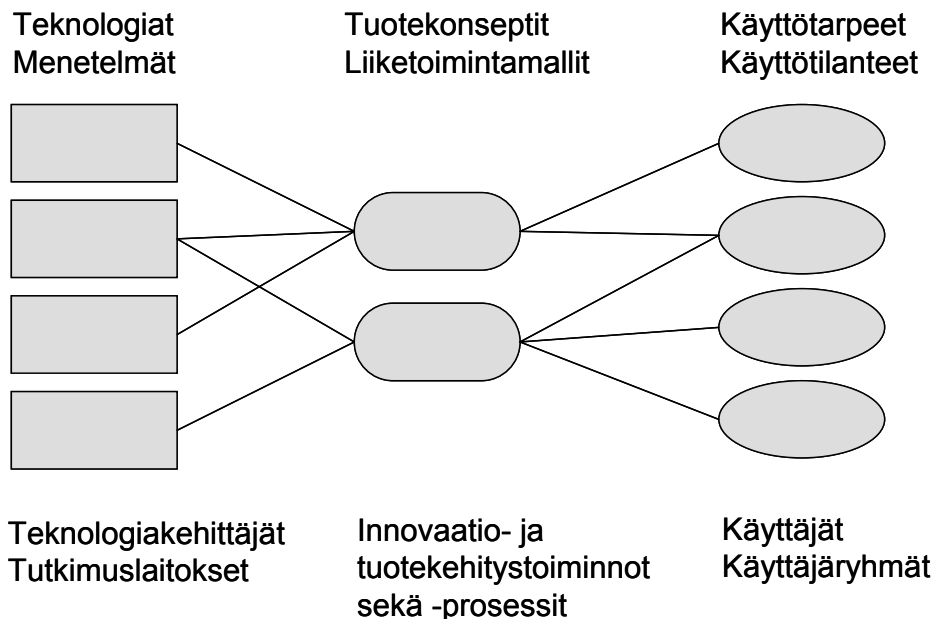 Teknologiat
Menetelmät
Tuotekonseptit
Liiketoimintamallit
Käyttötarpeet
Käyttötilanteet
Teknologiakehittäjät
Tutkimuslaitokset
Innovaatio- ja
tuotekehitystoiminnot
sekä -prosessit
Käyttäjät
Käyttäjäryhmät